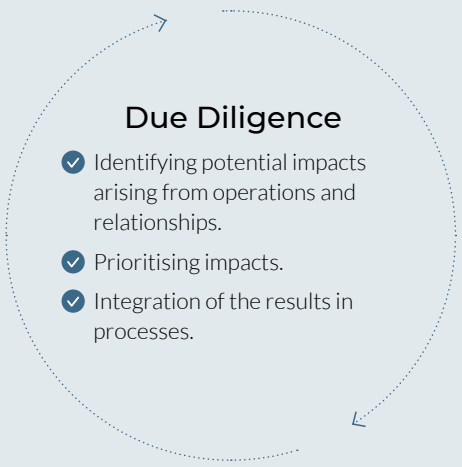 Due Diligence
Identifying potential impacts
arising from operations and
relationships.
Prioritising impacts.
Integration of the results in
processes.